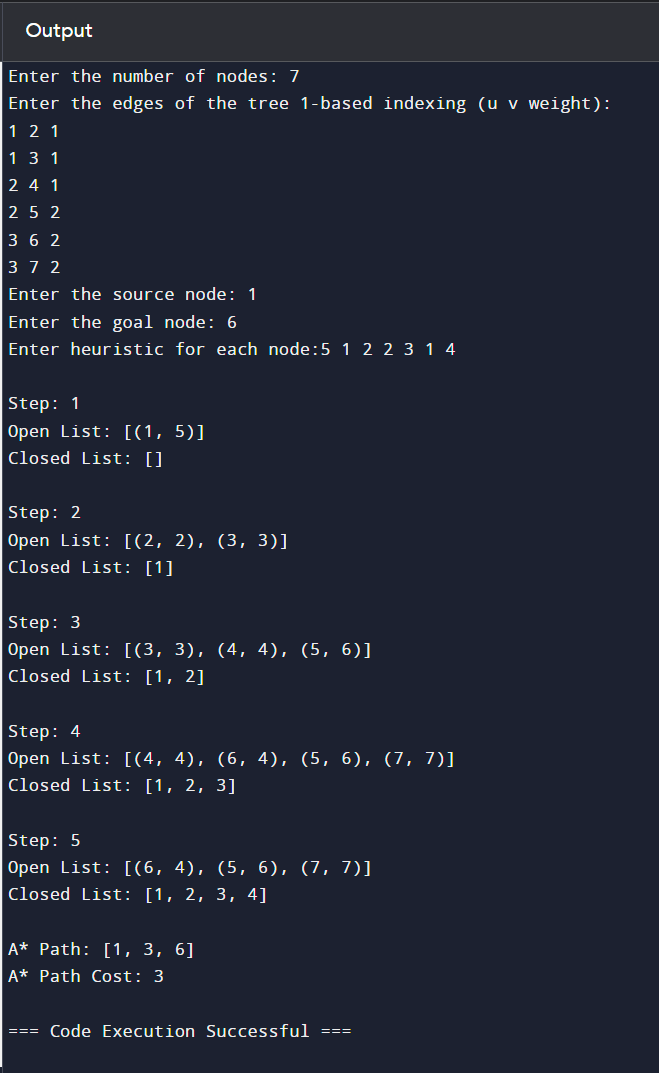 Output
Enter the number of nodes: 7
Enter the edges of the tree 1-based indexing (u v weight):
1 2 1
1 3 1
2 4 1
2 5 2
3 6 2
3 7 2
Enter the source node: 1
Enter the goal node: 6
Enter heuristic for each node:5 1 2 2 3 1 4
Step: 1
Open List: [(1, 5)]
Closed List: []
Step: 2
Open List: [(2, 2), (3, 3)]
Closed List: [1]
Step: 3
Open List: [(3, 3), (4, 4), (5, 6)]
Closed List: [1, 2]
Step: 4
Open List: [(4, 4), (6, 4), (5, 6), (7, 7)]
Closed List: [1, 2, 3]
Step: 5
Open List: [(6, 4), (5, 6), (7, 7)]
Closed List: [1, 2, 3, 4]
A* Path: [1, 3, 6]
A* Path Cost: 3
=== Code Execution Successful ===